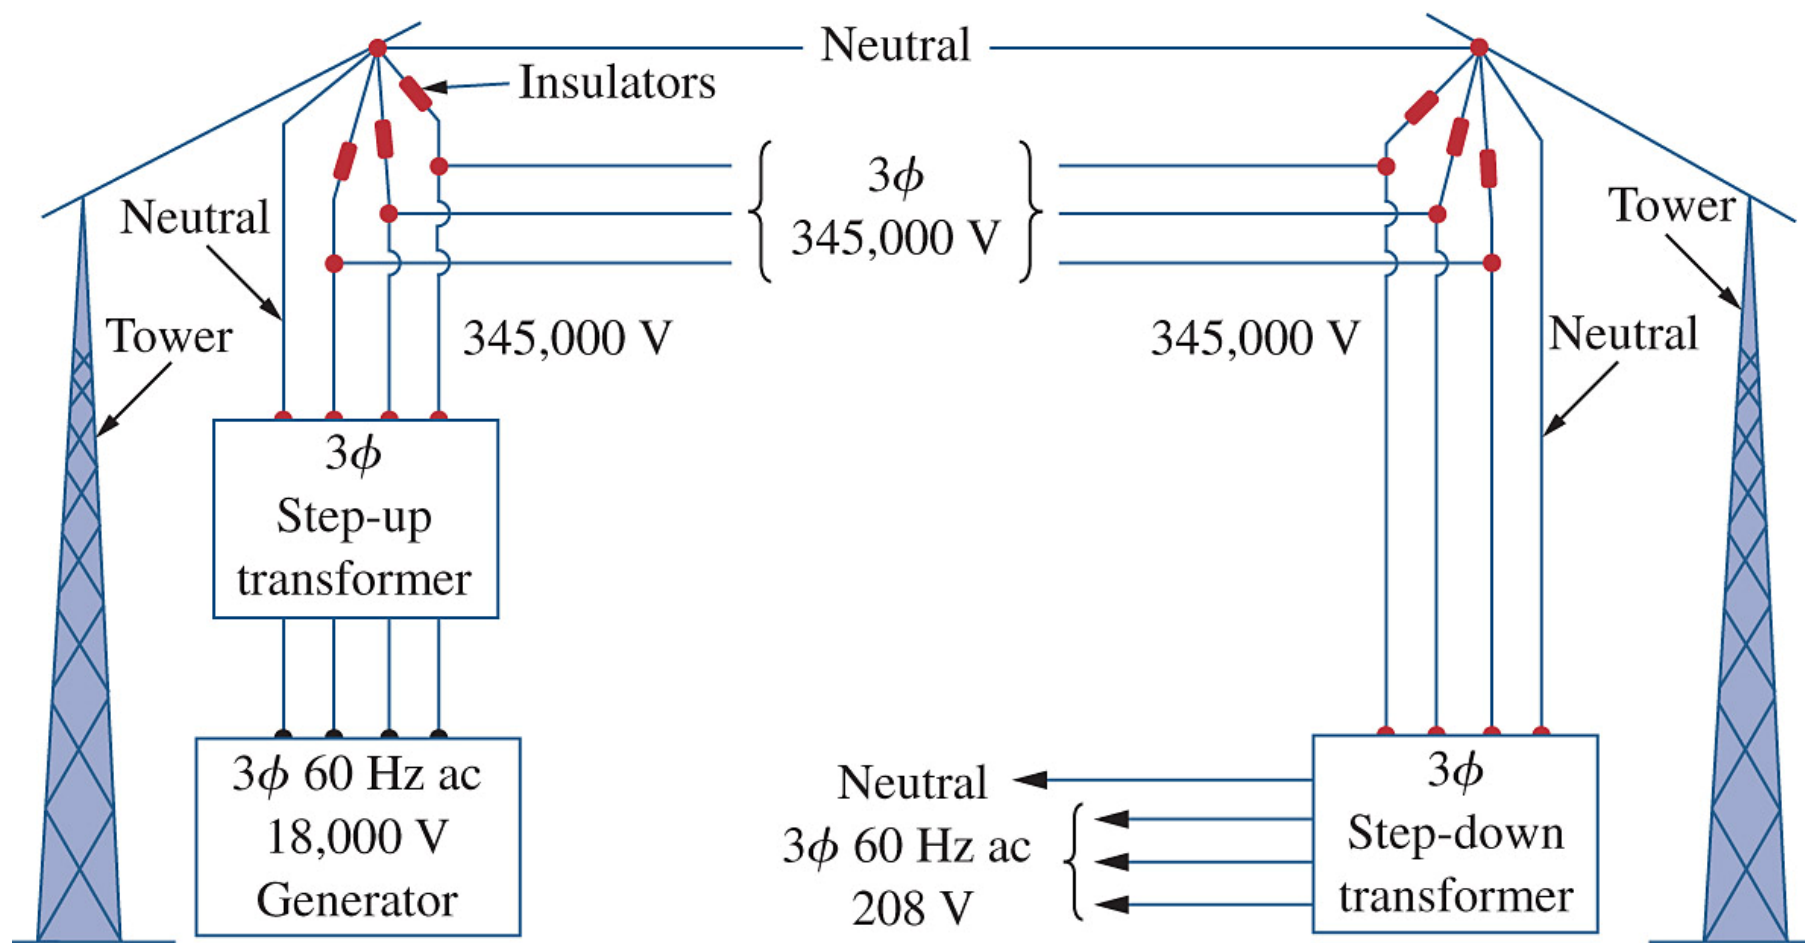 Neutral
Insulators
3ϕ
345,000 V
Neutral
Tower
345,000 V
345,000 V
Tower
Neutral
3ϕ
Step-up
transformer
3ϕ 60 Hz ac
18,000 V
Generator
Neutral
3ϕ 60 Hz ac
208 V
3ϕ
Step-down
transformer